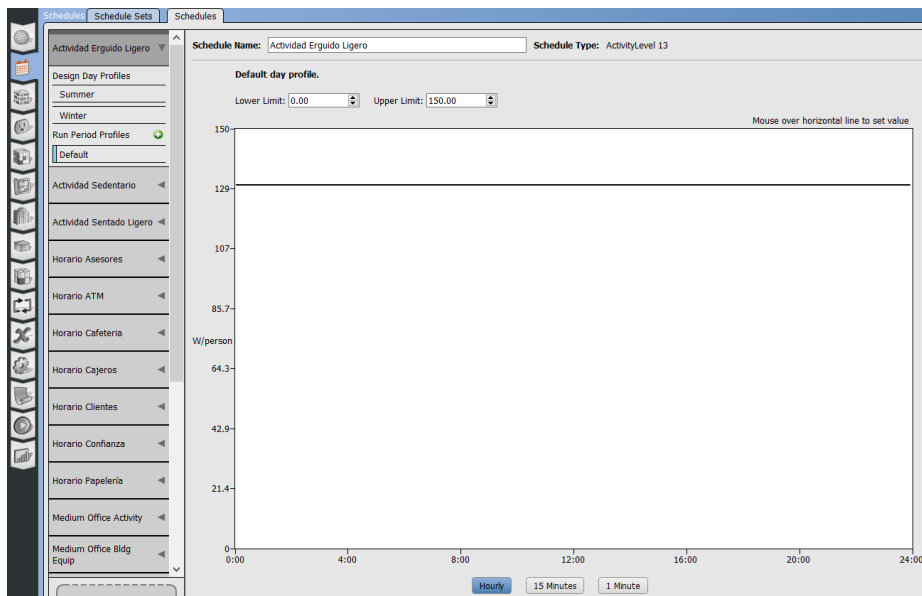 Schedules Schedule Sets Schedules
Actividad Erguido Ligero
Design Day Profiles
Summer
Winter
Run Period Profiles
Default
Actividad Sedentario
Actividad Sentado Ligero
Horario Asesores
Horario ATM
Horario Cafeteria
Horario Cajeros
Horario Clientes
Horario Confianza
Horario Papelería
Medium Office Activity
Medium Office Bldg
Equip
Schedule Name: Actividad Erguido Ligero Schedule Type: ActivityLevel 13
Default day profile.
Lower Limit: 0.00 Upper Limit: 150.00
Mouse over horizontal line to set value
150
129
107
85.7
W/person
64.3
42.9
21.4
0
0:00 4:00 8:00 12:00 16:00 20:00 24:00
Hourly 15 Minutes 1 Minute